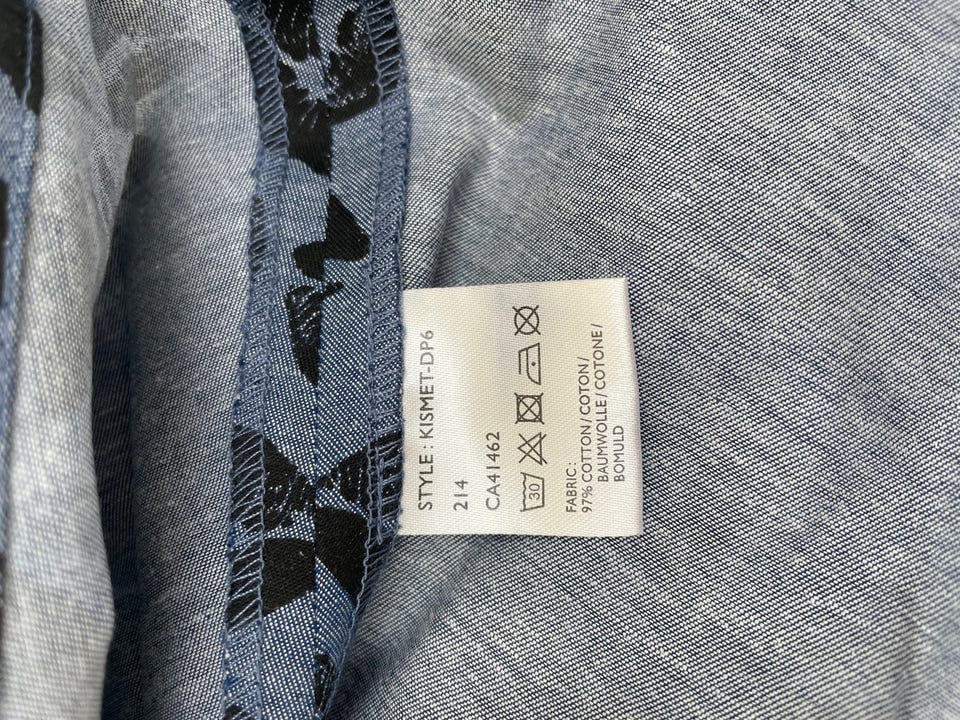 STYLE : KISMET-DP6
214
CA41462
30
FABRIC:
97% COTTON/COTON/
BAUMWOLLE/COTONE/
BOMULD